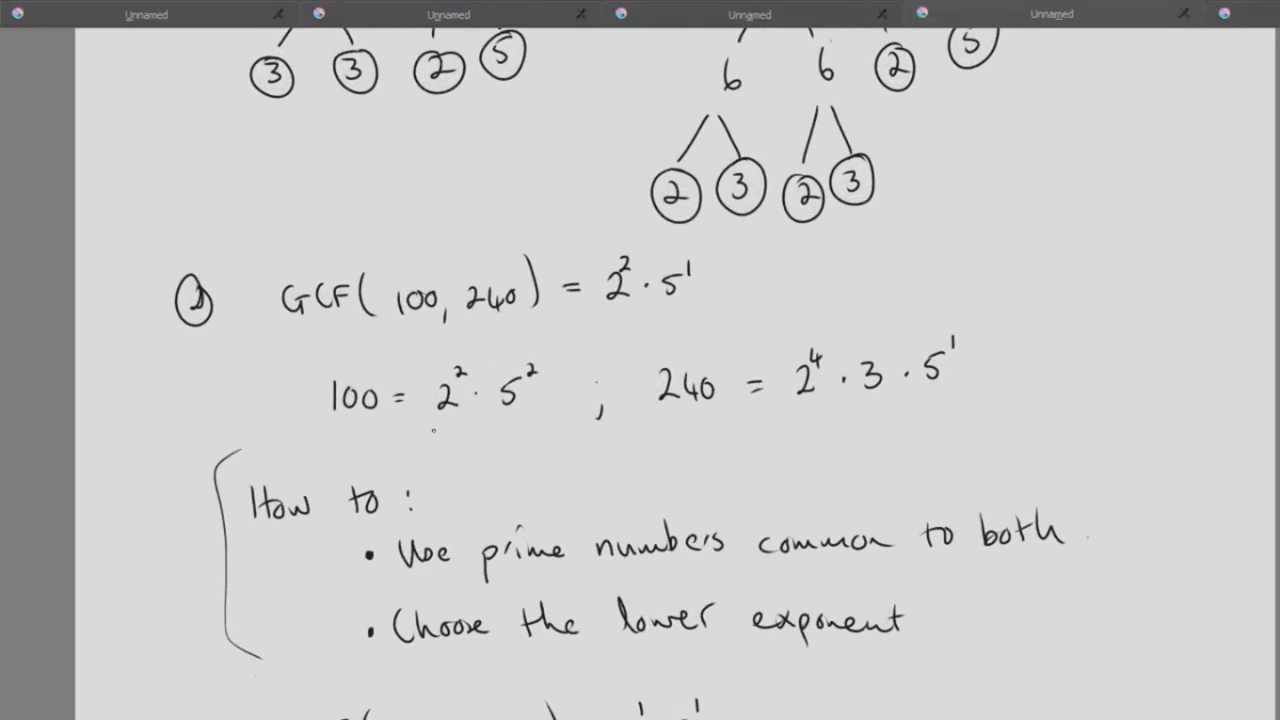 Unnamed Unnamed Unnamed Unnamed
3 3 2 5 6 6 2 5
2 3 2 3
GCF( 100, 240 ) = 2² · 5¹
100 = 2² · 5² ; 240 = 2⁴ · 3 · 5¹
How to :
• Use prime numbers common to both
• Choose the lower exponent